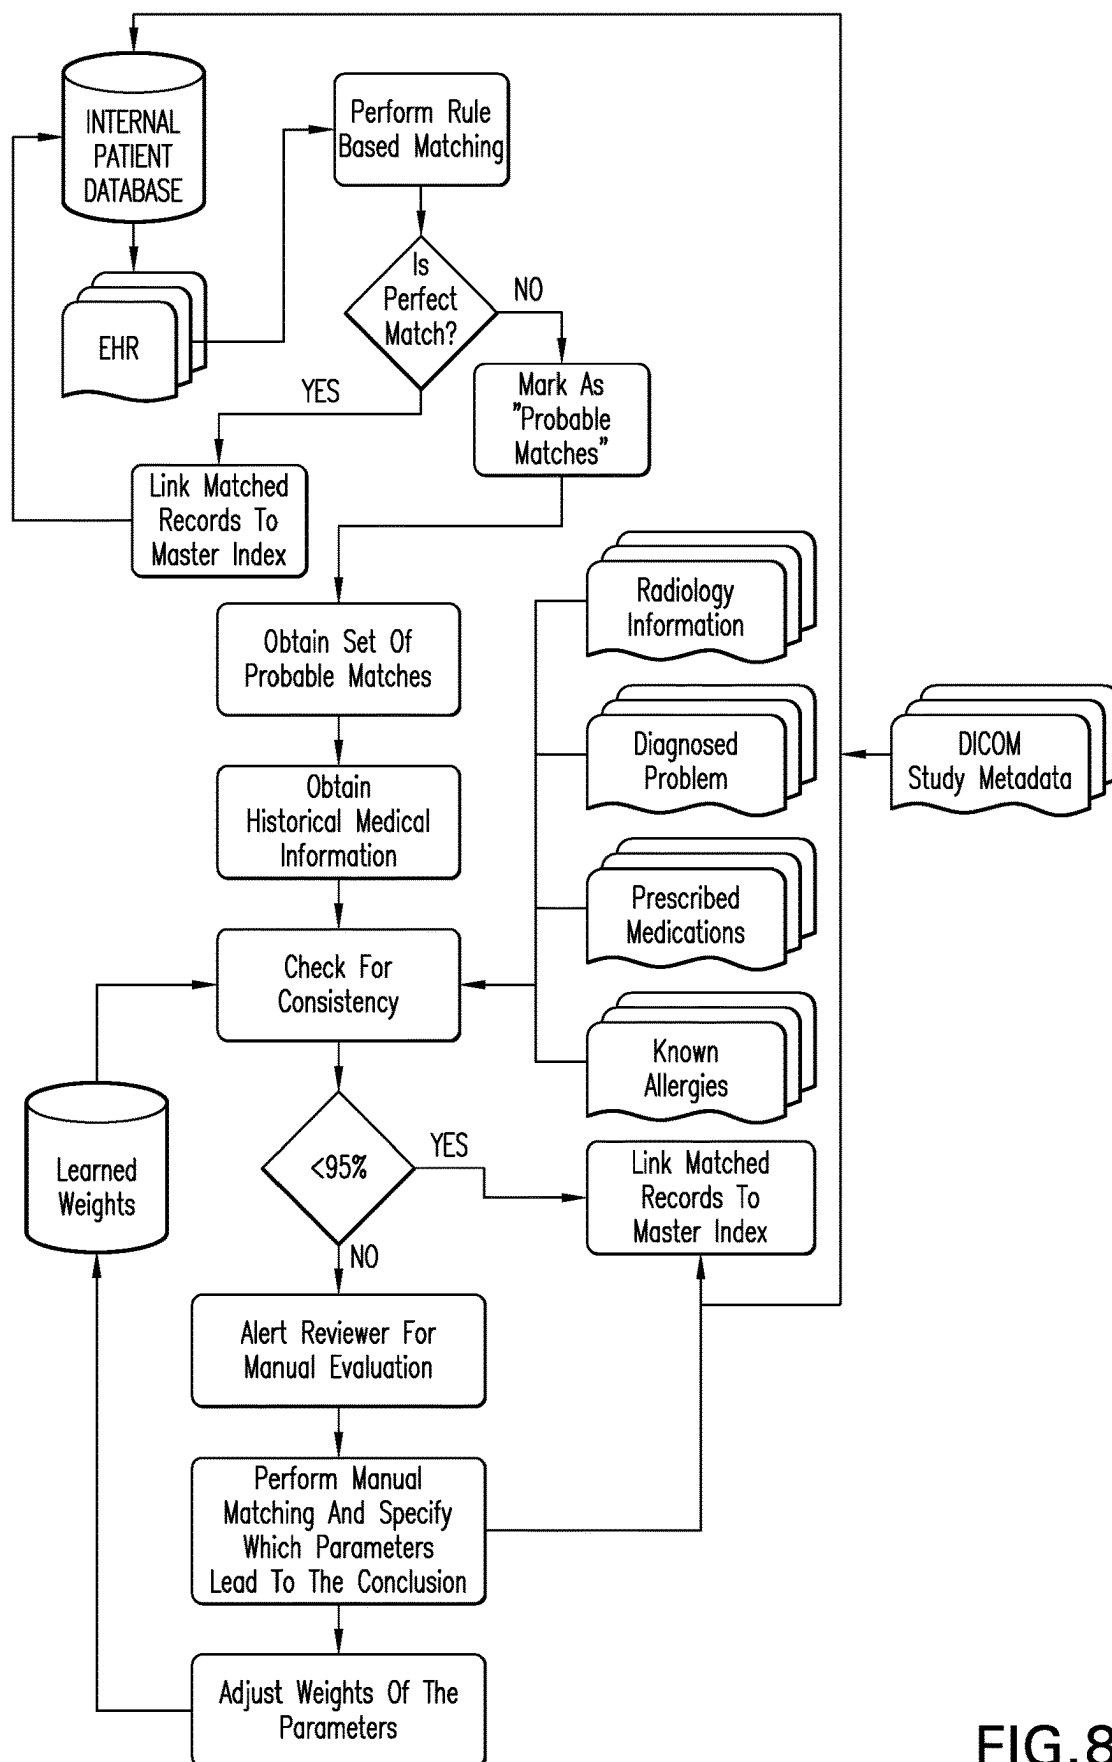 INTERNAL
PATIENT
DATABASE
EHR
Perform Rule
Based Matching
Is
Perfect
Match?
NO
YES
Mark As
"Probable
Matches"
Link Matched
Records To
Master Index
Obtain Set Of
Probable Matches
Obtain
Historical Medical
Information
Check For
Consistency
Radiology
Information
Diagnosed
Problem
Prescribed
Medications
Known
Allergies
DICOM
Study Metadata
Learned
Weights
<95%
YES
NO
Link Matched
Records To
Master Index
Alert Reviewer For
Manual Evaluation
Perform Manual
Matching And Specify
Which Parameters
Lead To The Conclusion
Adjust Weights Of The
Parameters
FIG.8